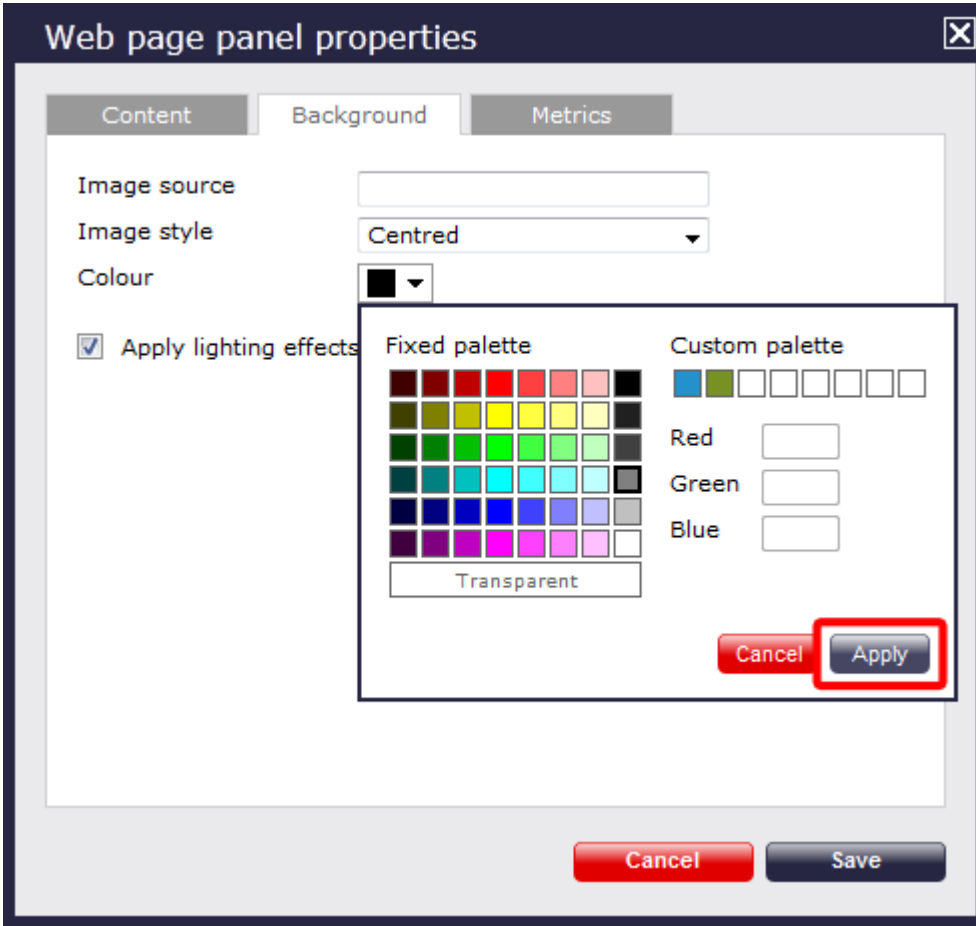 Web page panel properties
Content Background Metrics
Image source
Image style Centred
Colour
Apply lighting effects
Fixed palette
Transparent
Custom palette
Red
Green
Blue
Cancel Apply
Cancel Save